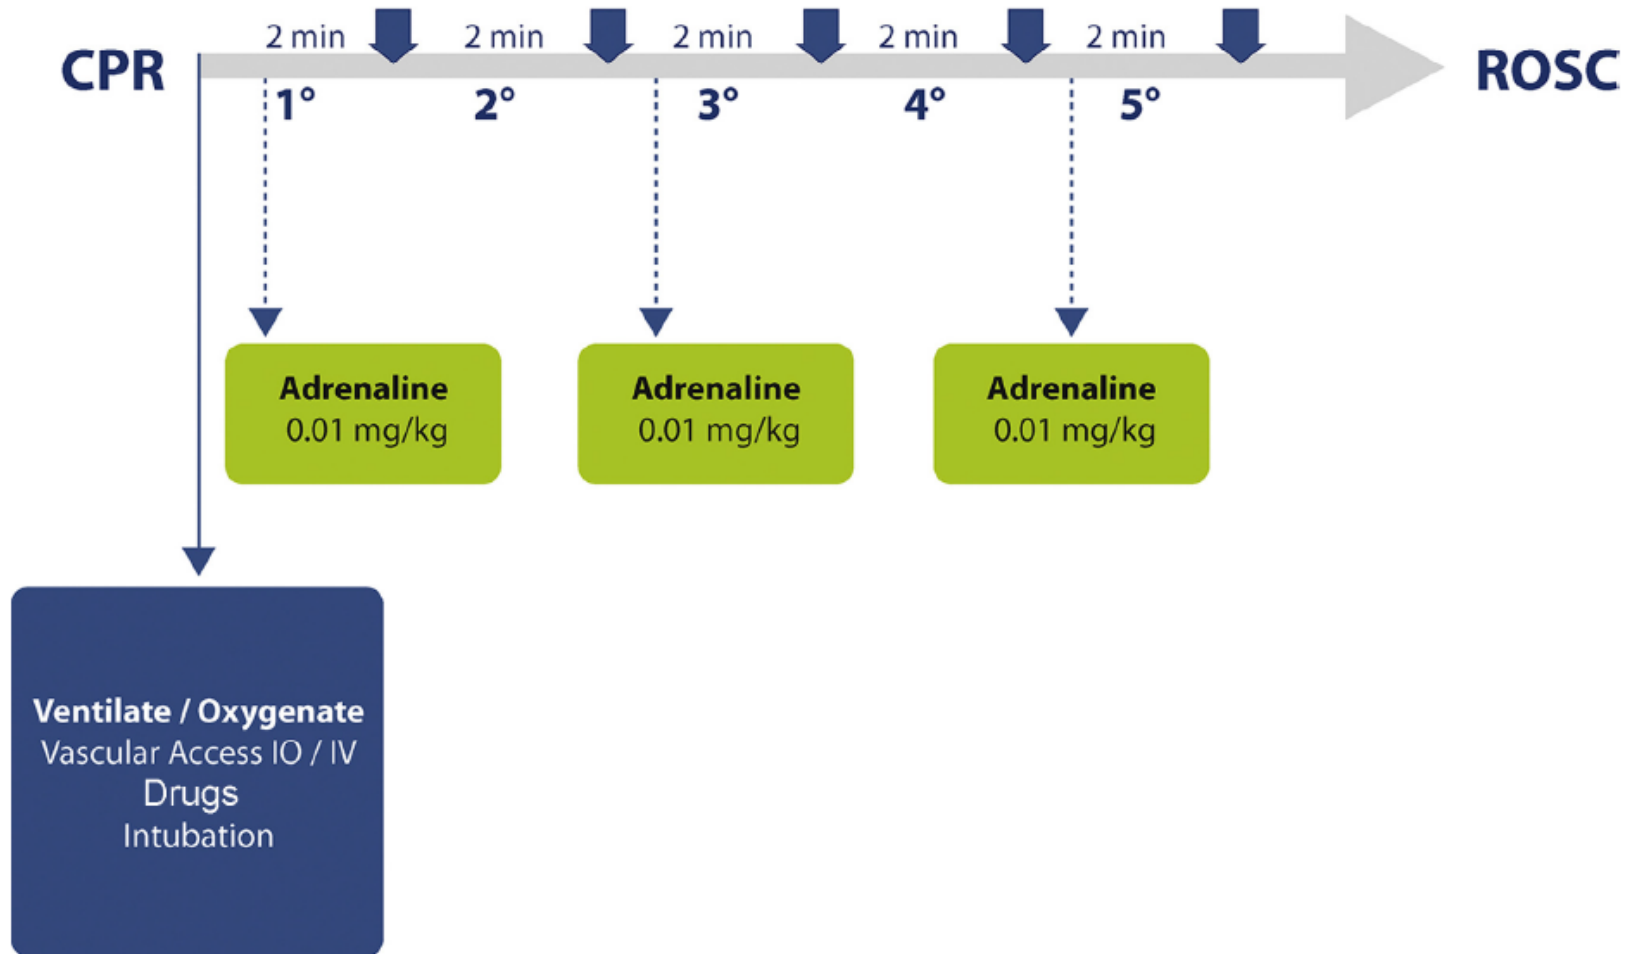 2 min
2 min
2 min
2 min
2 min
CPR
ROSC
1°
2°
3°
4°
5°
Adrenaline
0.01 mg/kg
Adrenaline
0.01 mg/kg
Adrenaline
0.01 mg/kg
Ventilate / Oxygenate
Vascular Access IO / IV
Drugs
Intubation